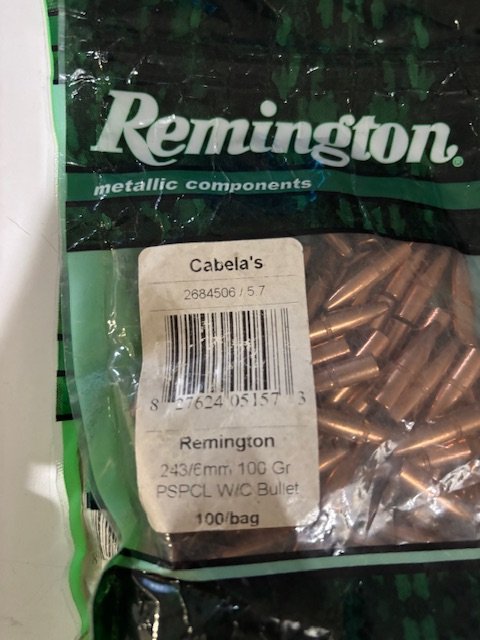 Remington®
metallic components
Cabela's
2684506 / 5.7
8 27624 05157 3
Remington
243/6mm 100 Gr
PSPCL W/C Bullet
100/bag